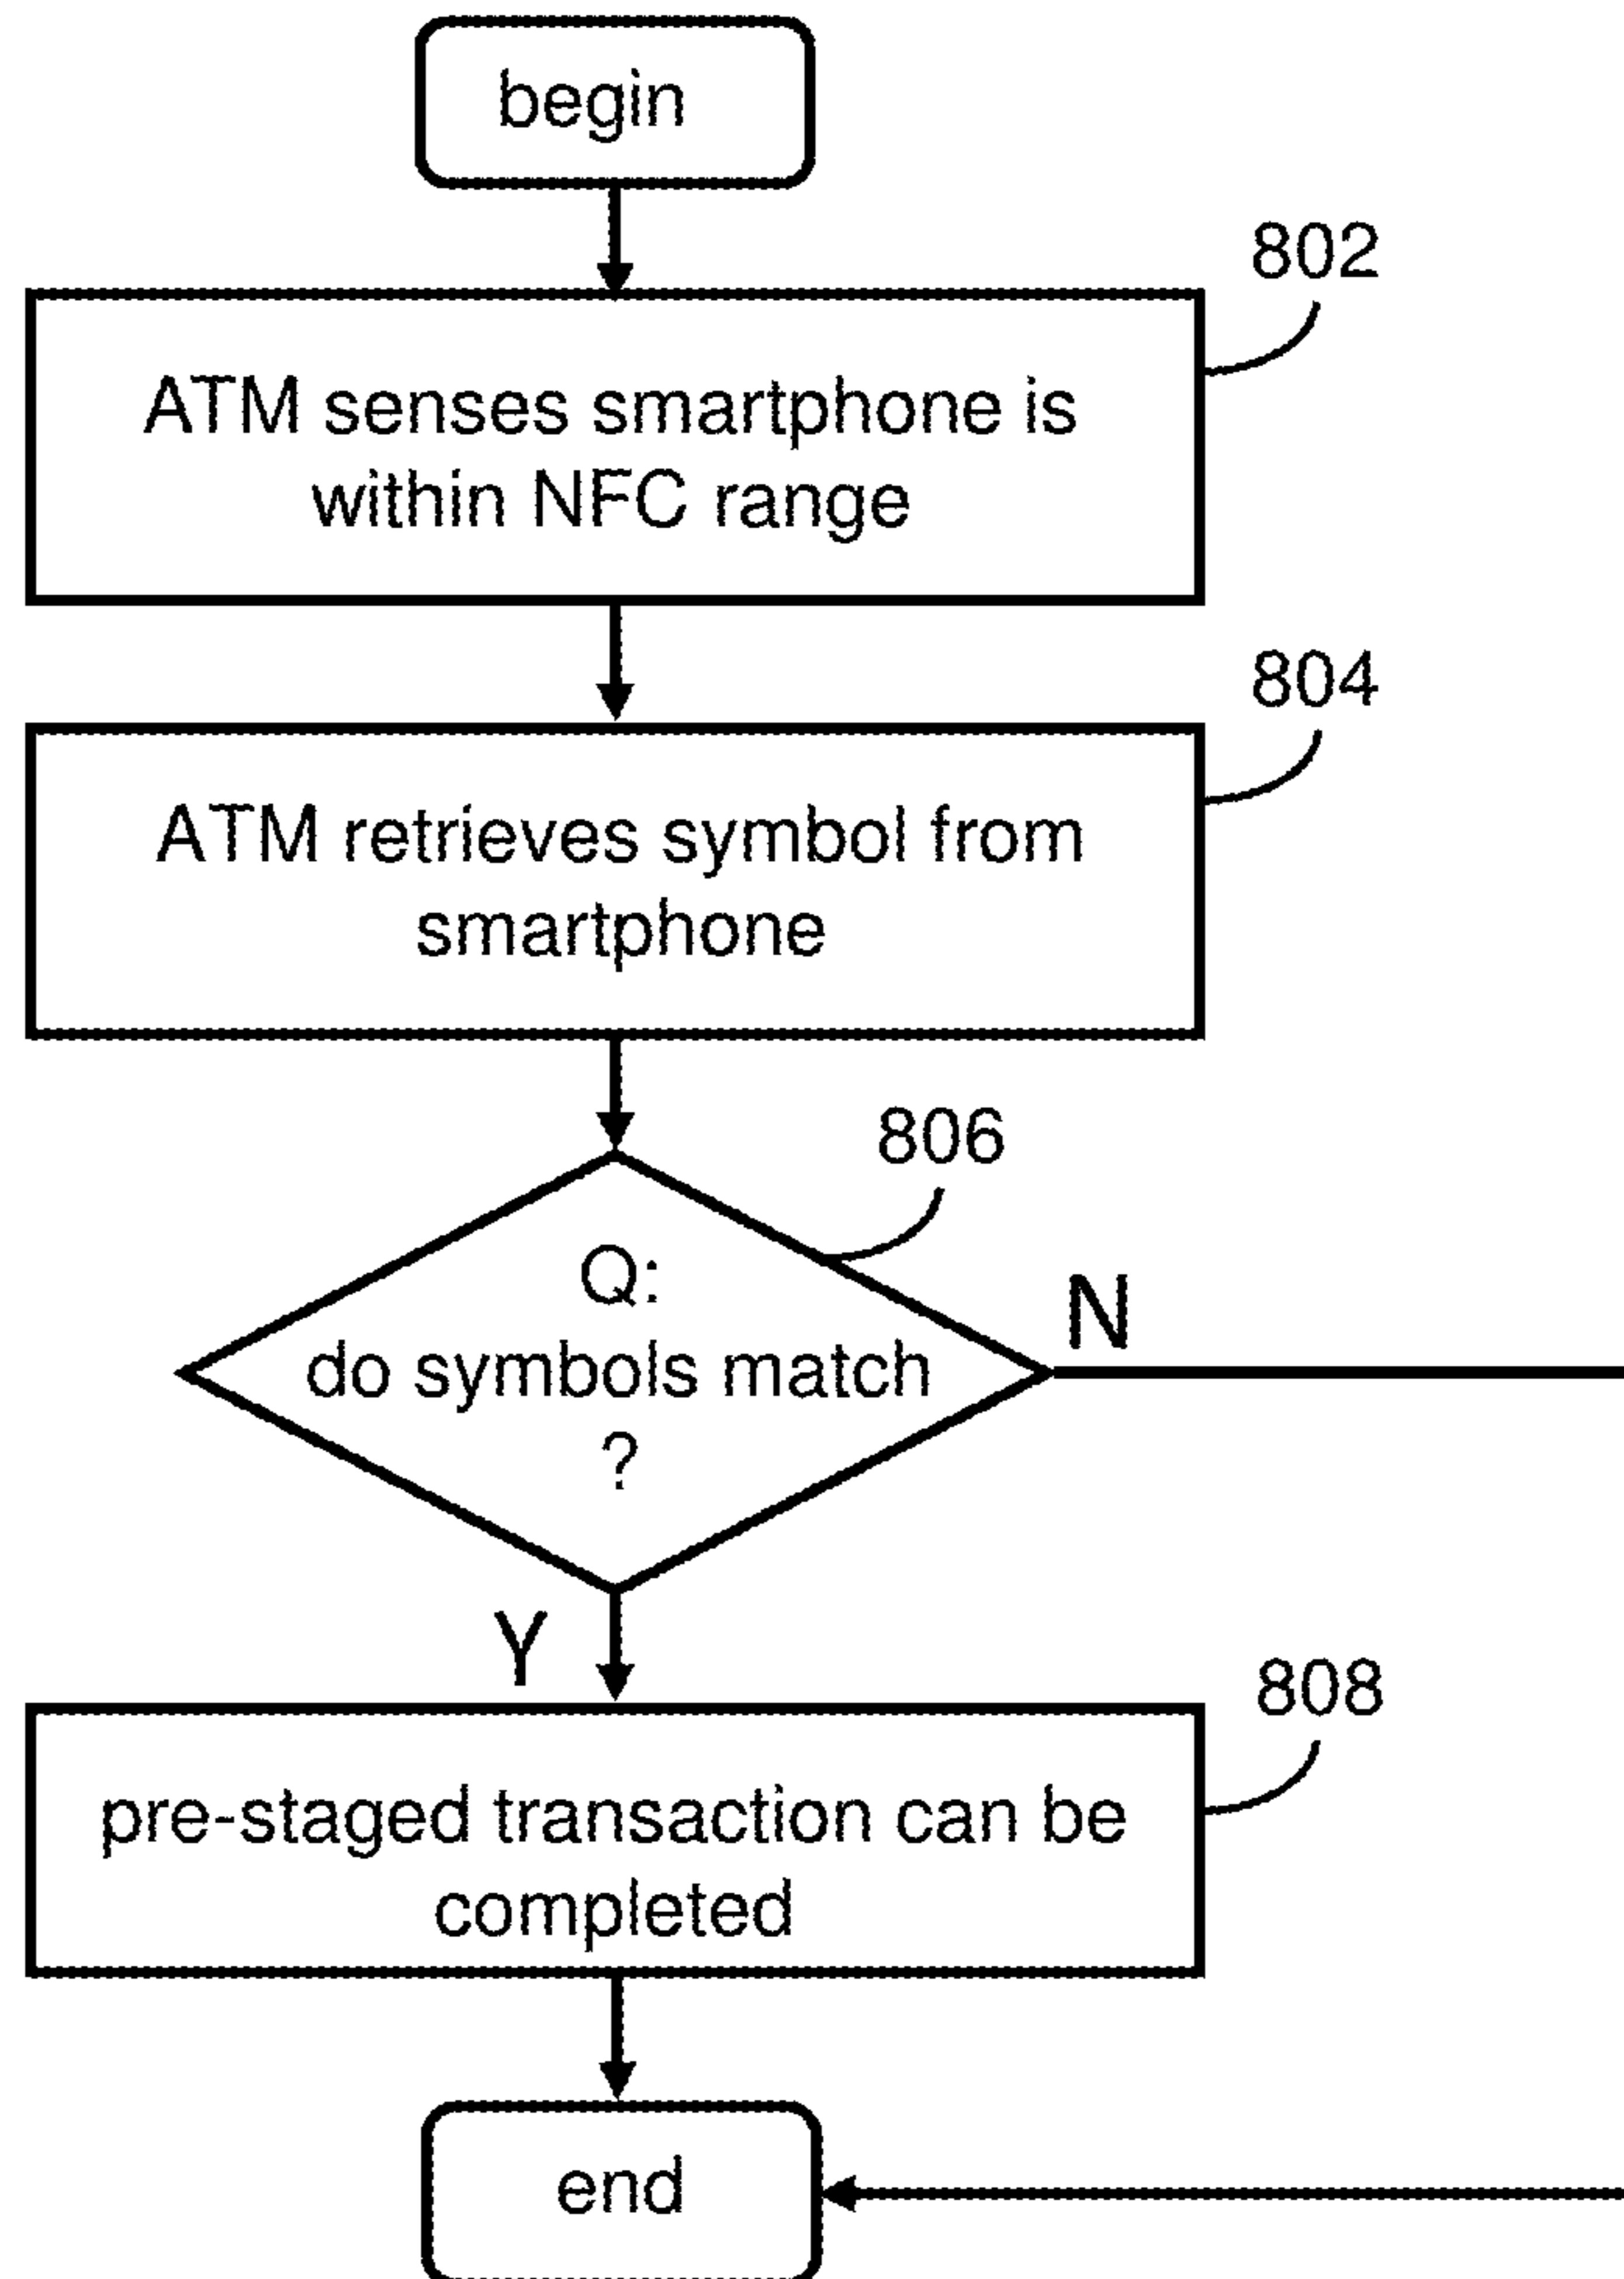 begin
802
ATM senses smartphone is
within NFC range
804
ATM retrieves symbol from
smartphone
806
Q:
do symbols match
?
N
Y
808
pre-staged transaction can be
completed
end